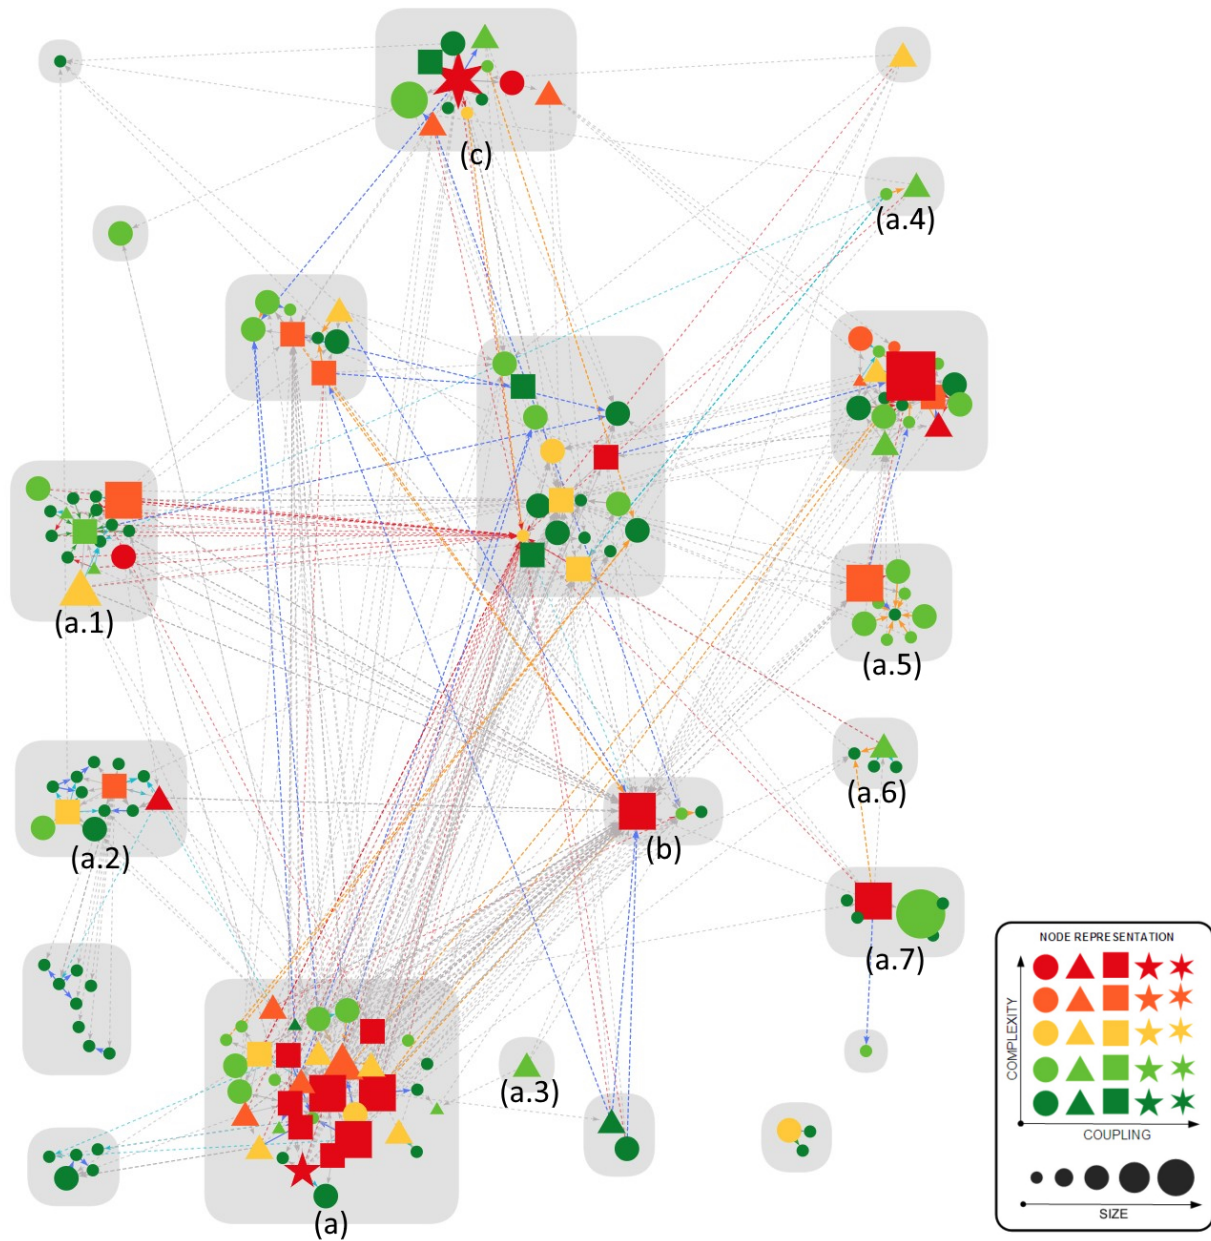 (c)
(a.4)
(a.1)
(a.5)
(a.6)
(b)
(a.2)
(a.7)
(a.3)
(a)
NODE REPRESENTATION
COMPLEXITY
COUPLING
SIZE